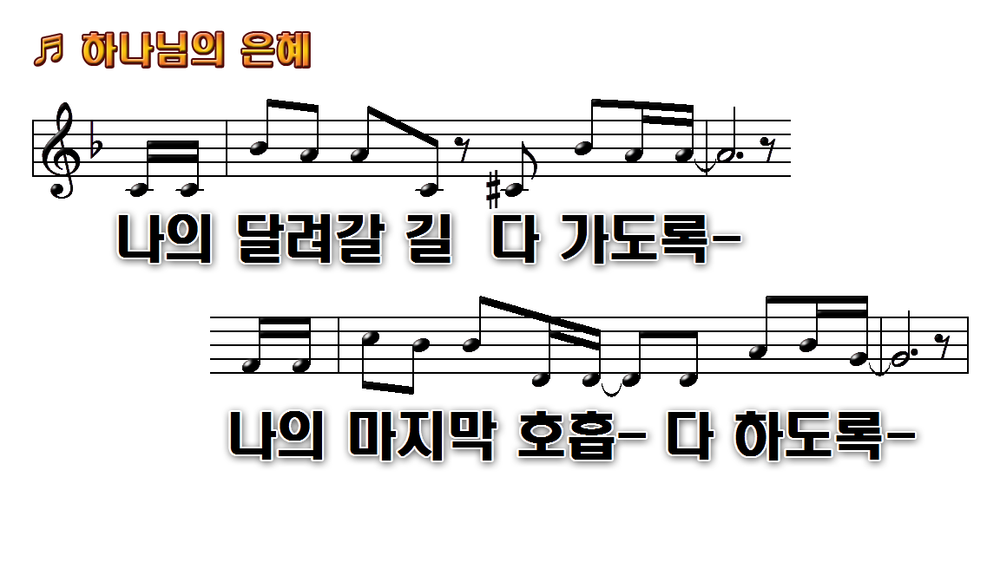 ♬ 하나님의 은혜
나의 달려갈 길 다 가도록-
나의 마지막 호흡- 다 하도록-